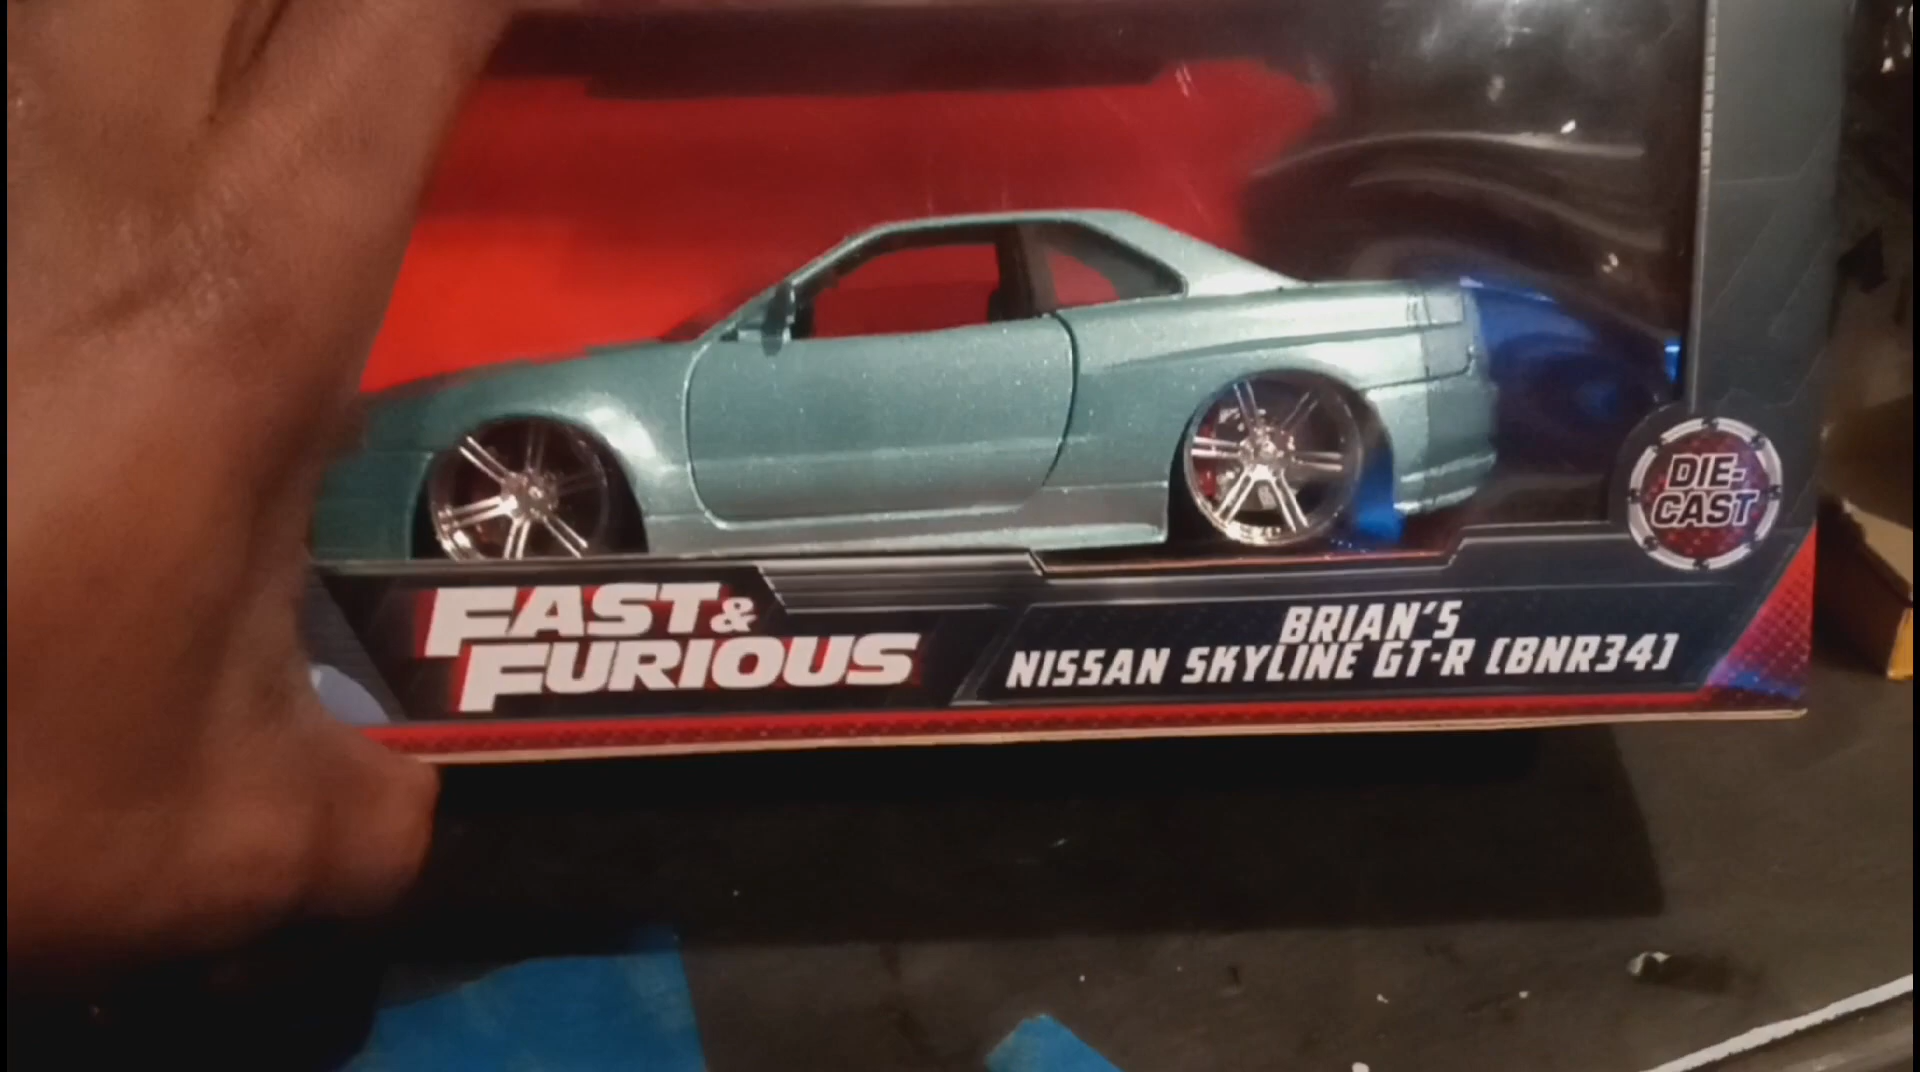 DIE-
CAST
FAST &
FURIOUS
BRIAN'S
NISSAN SKYLINE GT-R (BNR34)